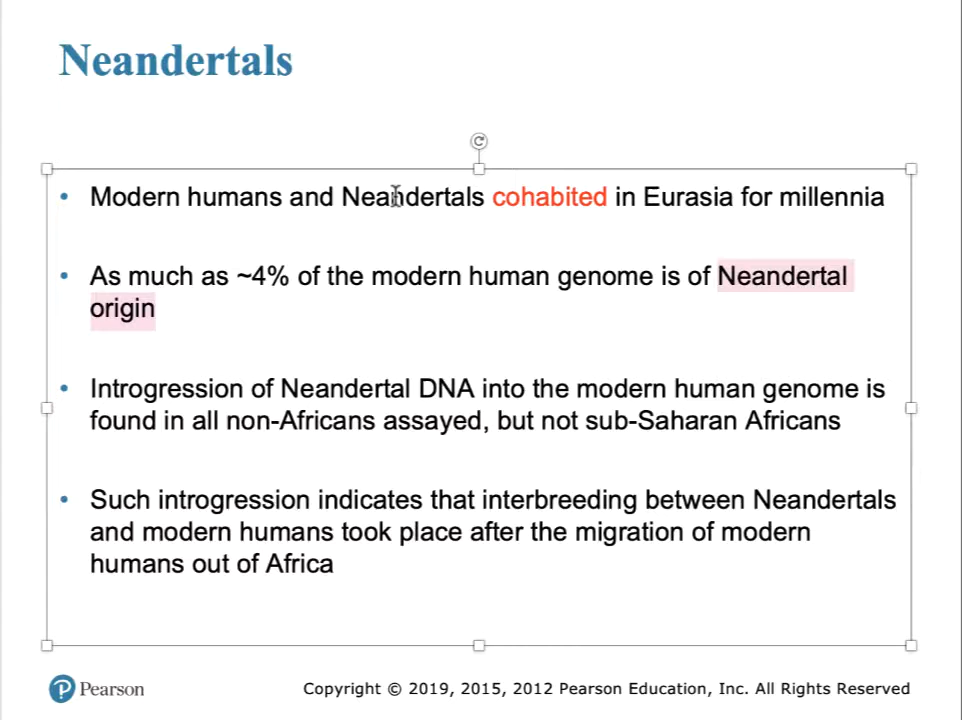 Neandertals
• Modern humans and Neandertals cohabited in Eurasia for millennia
• As much as ~4% of the modern human genome is of Neandertal
origin
• Introgression of Neandertal DNA into the modern human genome is
found in all non-Africans assayed, but not sub-Saharan Africans
• Such introgression indicates that interbreeding between Neandertals
and modern humans took place after the migration of modern
humans out of Africa
P Pearson
Copyright © 2019, 2015, 2012 Pearson Education, Inc. All Rights Reserved